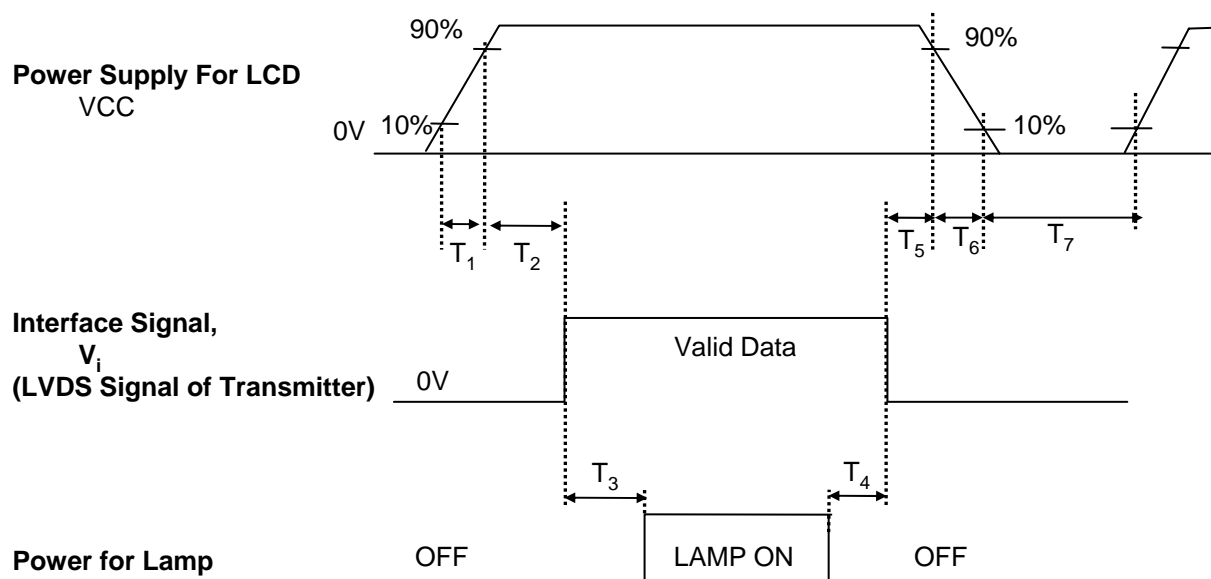 90%
90%
Power Supply For LCD
VCC
0V
10%
10%
T₁
T₂
T₅
T₆
T₇
Interface Signal,
Vᵢ
(LVDS Signal of Transmitter)
Valid Data
0V
T₃
T₄
Power for Lamp
OFF
LAMP ON
OFF